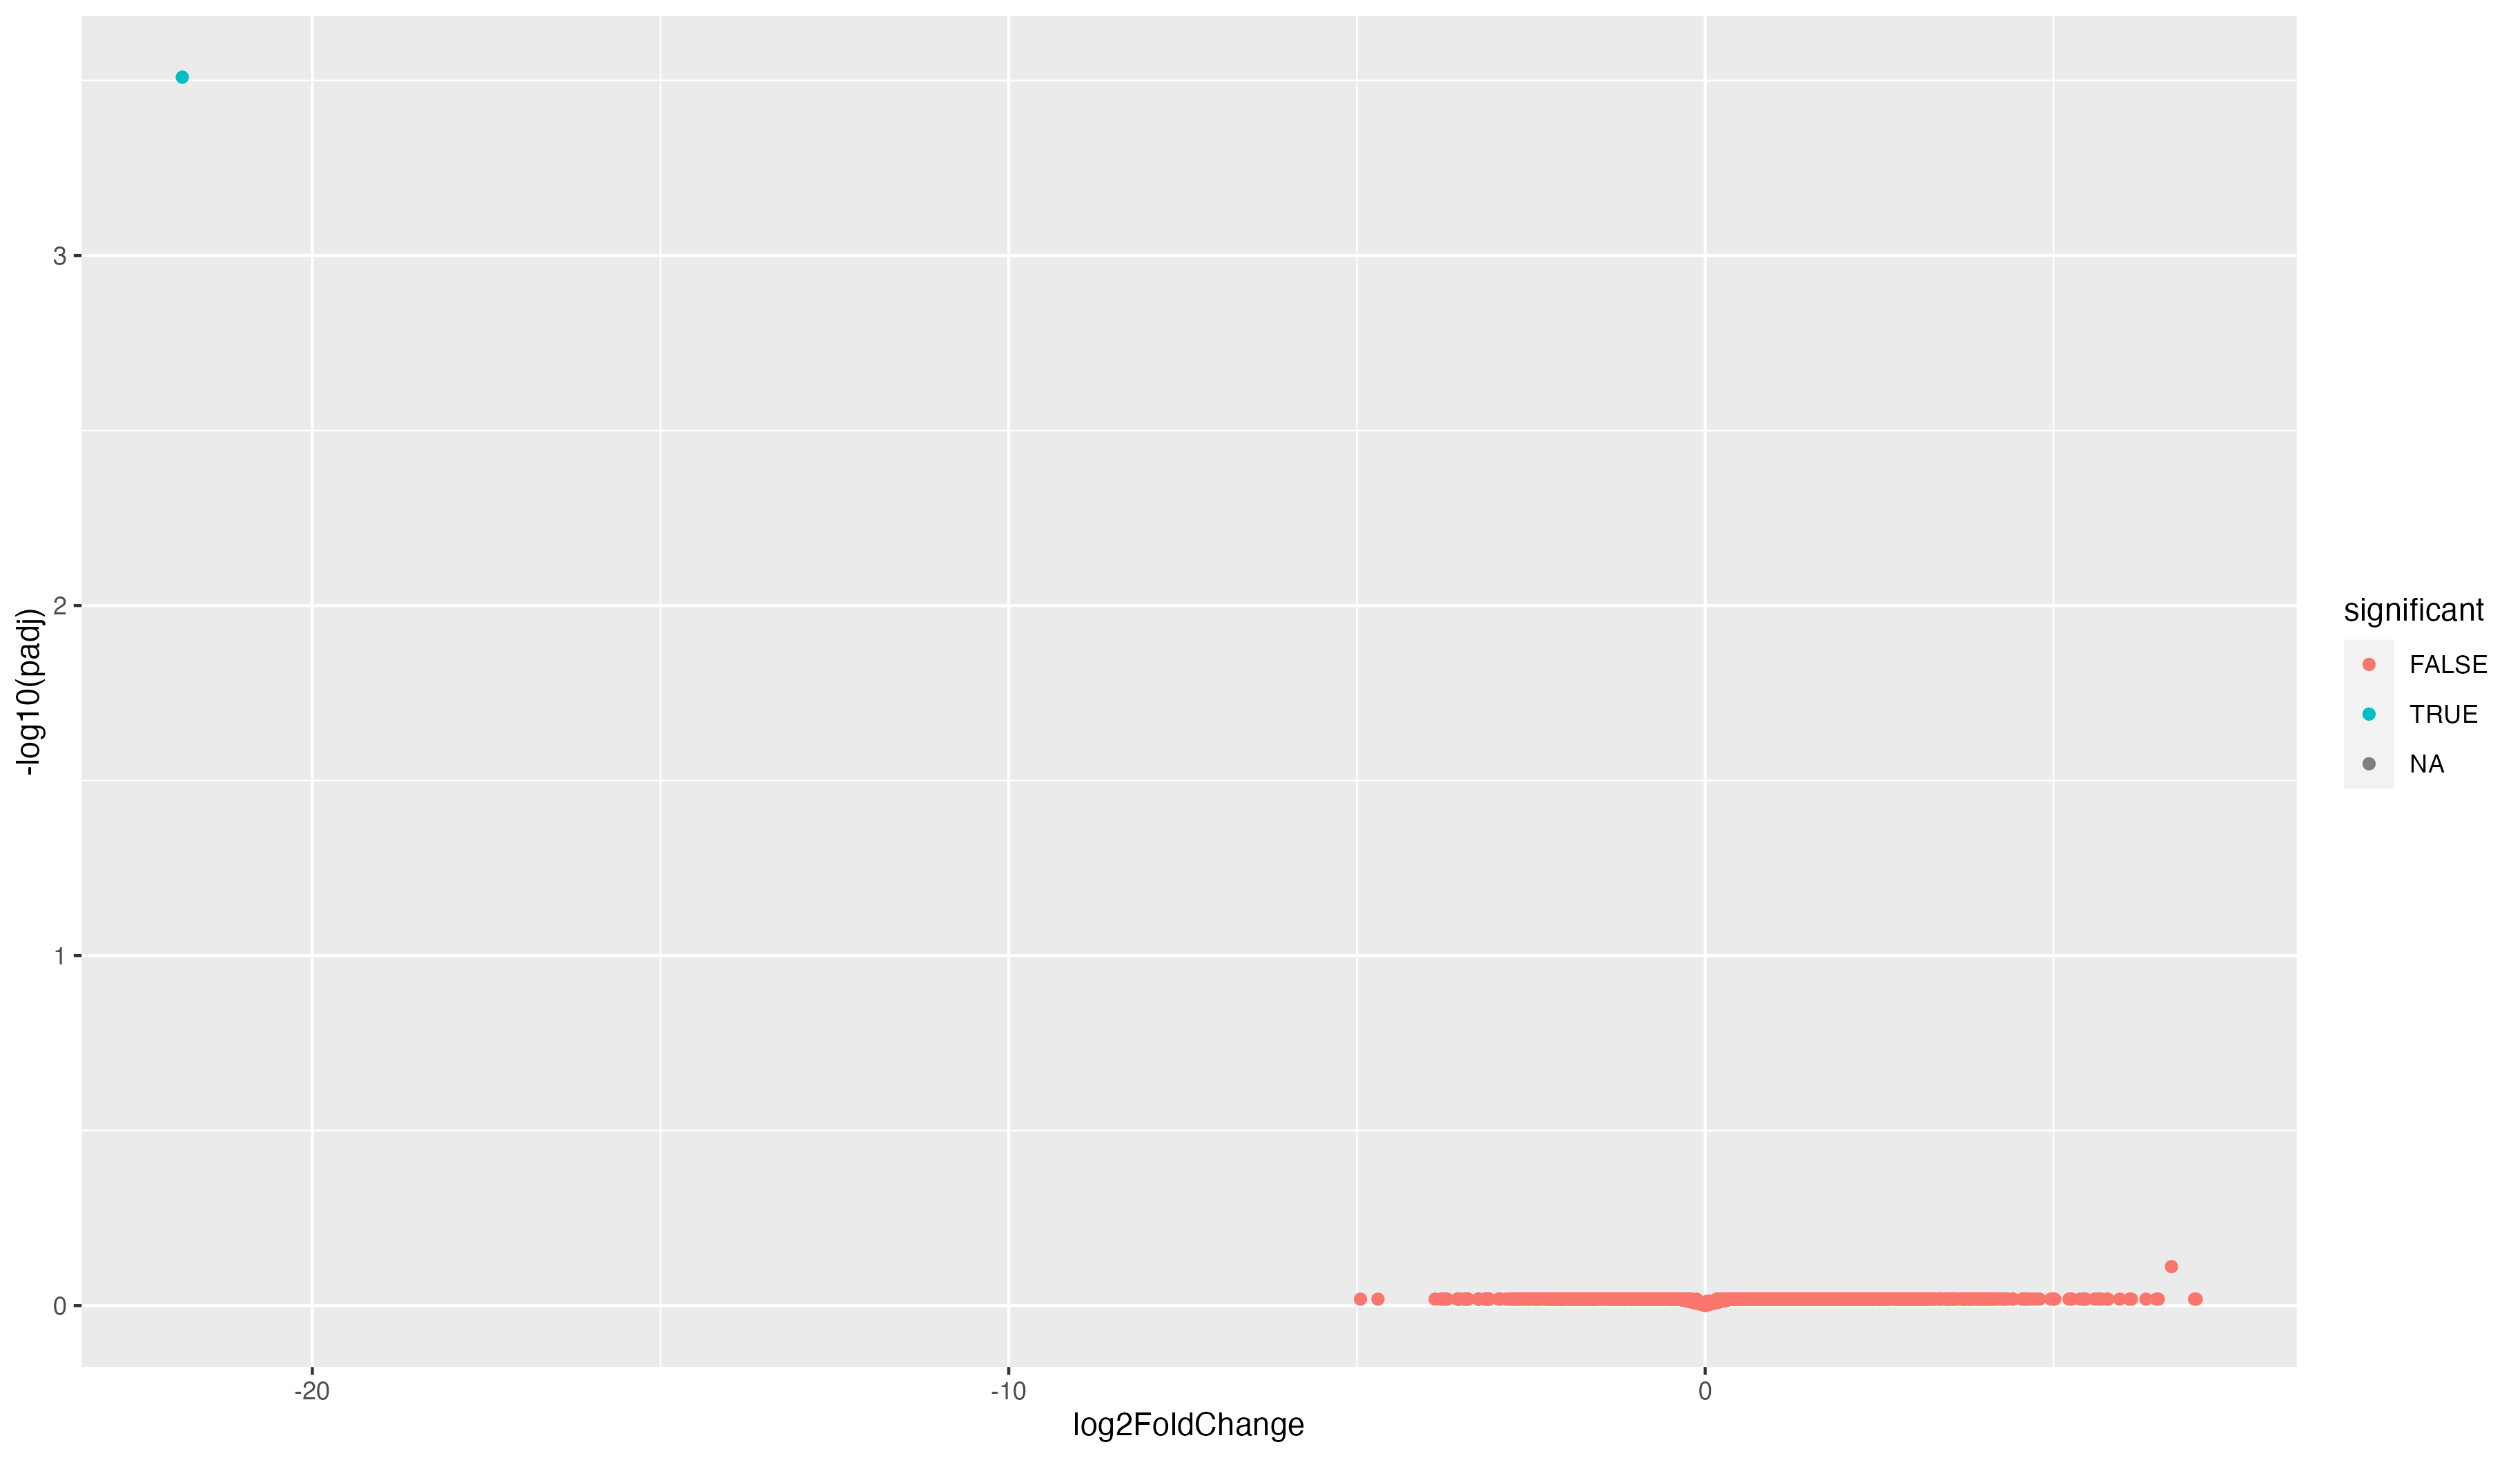 -log10(padj)
3
2
1
0
-20
-10
0
log2FoldChange
significant
FALSE
TRUE
NA